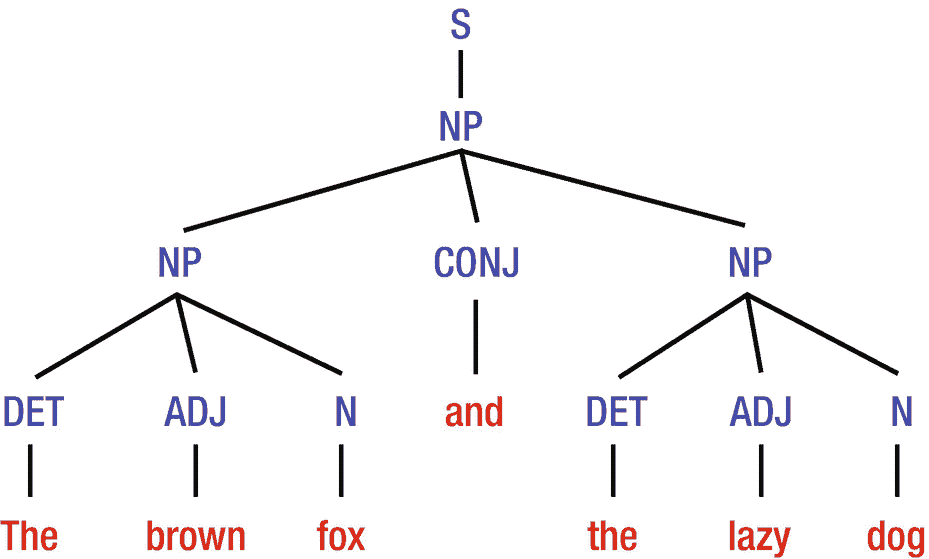 S
NP
NP CONJ NP
DET ADJ N and DET ADJ N
The brown fox the lazy dog